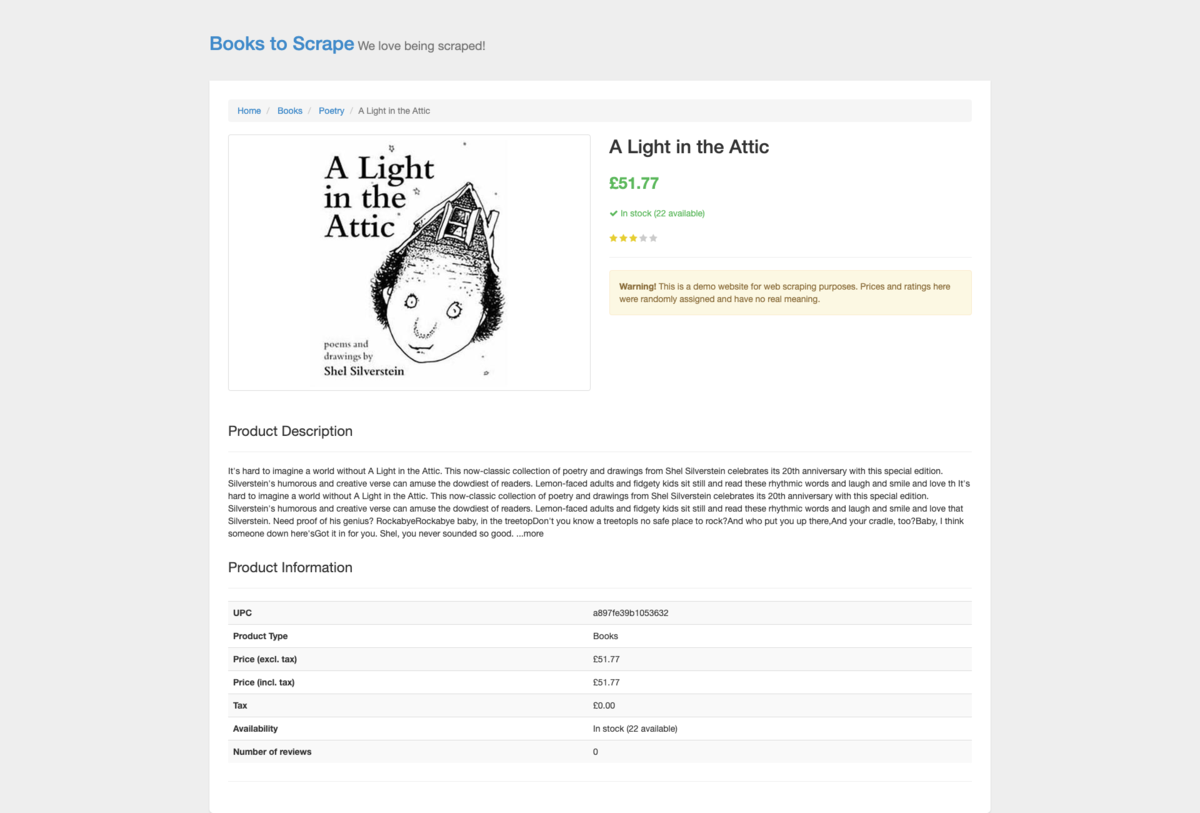 Books to Scrape We love being scraped!
Home / Books / Poetry / A Light in the Attic
A Light
in the
Attic
poems and
drawings by
Shel Silverstein
A Light in the Attic
£51.77
In stock (22 available)
Warning! This is a demo website for web scraping purposes. Prices and ratings here
were randomly assigned and have no real meaning.
Product Description
It's hard to imagine a world without A Light in the Attic. This now-classic collection of poetry and drawings from Shel Silverstein celebrates its 20th anniversary with this special edition.
Silverstein's humorous and creative verse can amuse the dowdiest of readers. Lemon-faced adults and fidgety kids sit still and read these rhythmic words and laugh and smile and love th It's
hard to imagine a world without A Light in the Attic. This now-classic collection of poetry and drawings from Shel Silverstein celebrates its 20th anniversary with this special edition.
Silverstein's humorous and creative verse can amuse the dowdiest of readers. Lemon-faced adults and fidgety kids sit still and read these rhythmic words and laugh and smile and love that
Silverstein. Need proof of his genius? RockabyeRockabye baby, in the treetopDon't you know a treetopIs no safe place to rock?And who put you up there,And your cradle, too?Baby, I think
someone down here'sGot it in for you. Shel, you never sounded so good. ...more
Product Information
UPC a897fe39b1053632
Product Type Books
Price (excl. tax) £51.77
Price (incl. tax) £51.77
Tax £0.00
Availability In stock (22 available)
Number of reviews 0